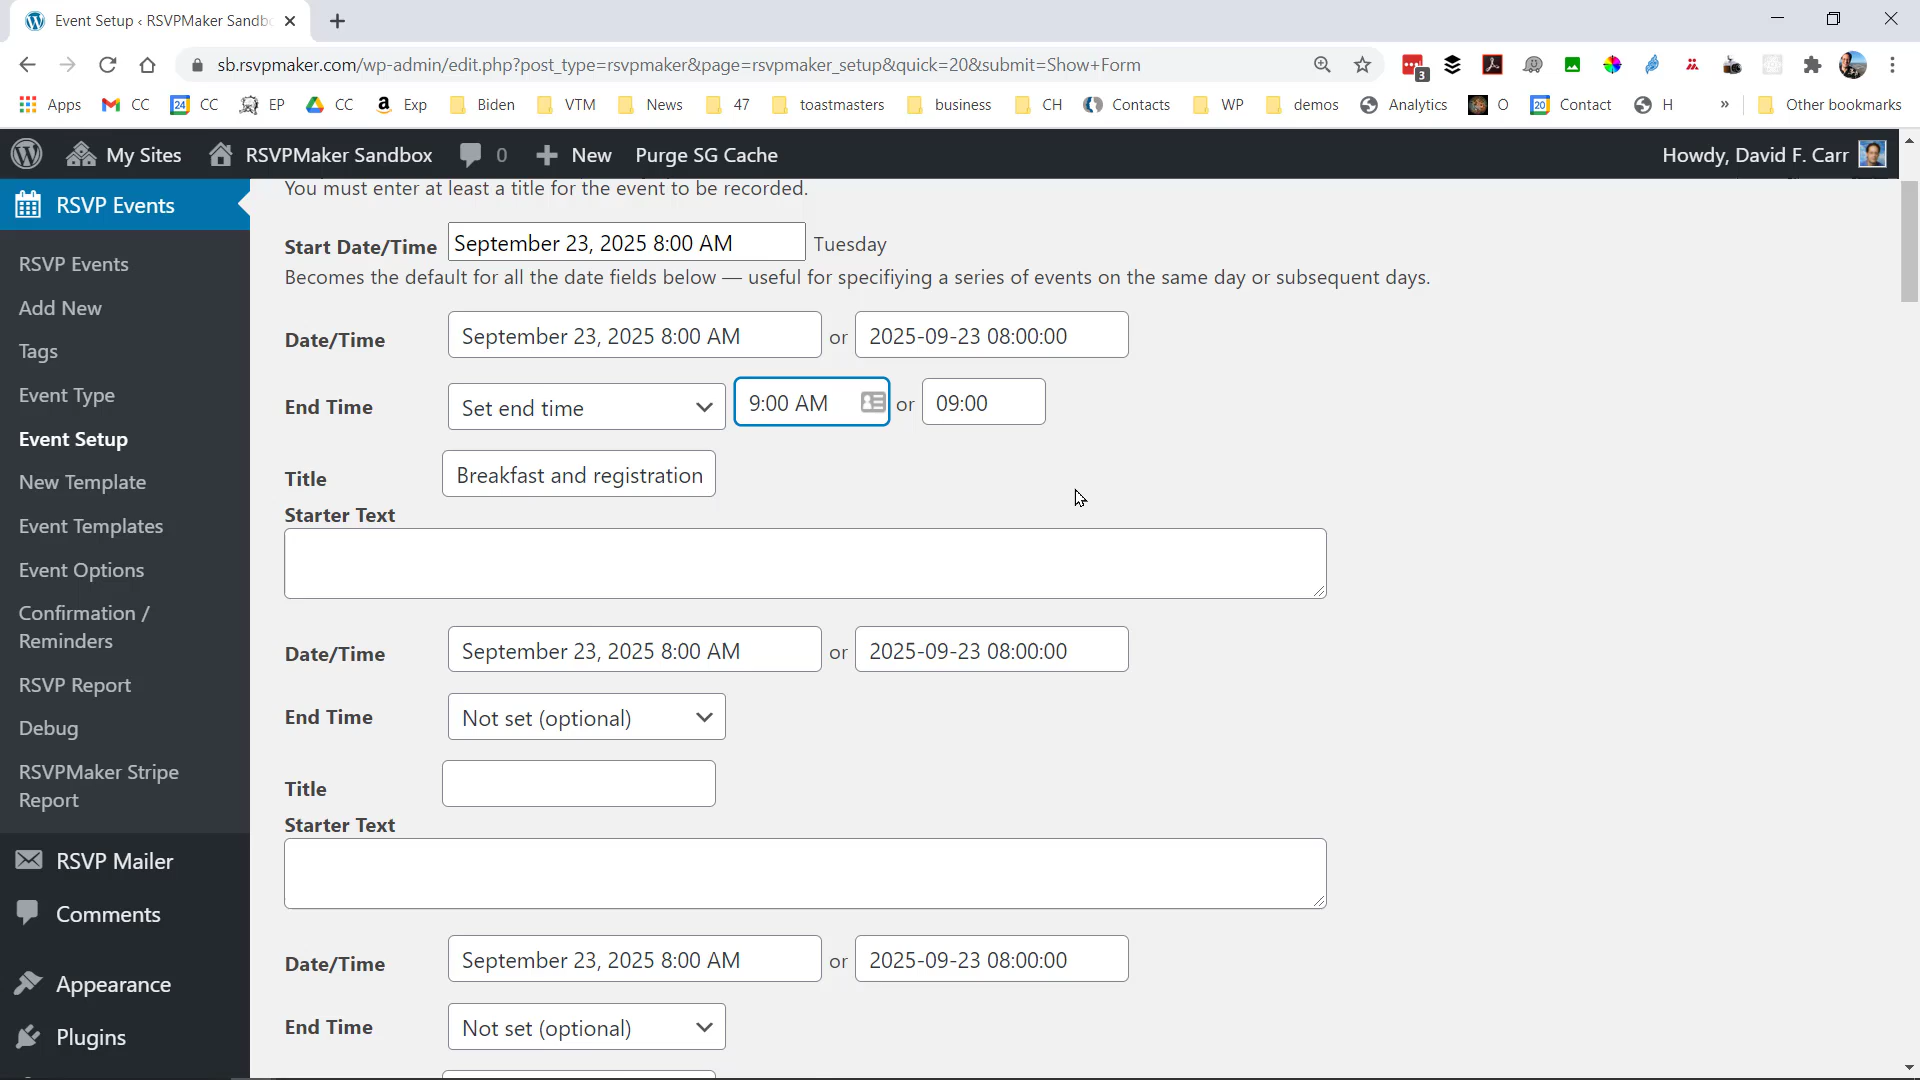 Event Setup ‹ RSVPMaker Sandb
sb.rsvpmaker.com/wp-admin/edit.php?post_type=rsvpmaker&page=rsvpmaker_setup&quick=20&submit=Show+Form
3
Apps
CC
24
CC
EP
CC
Exp
Biden
VTM
News
47
toastmasters
business
CH
Contacts
WP
demos
Analytics
O
20
Contact
H
»
Other bookmarks
My Sites
RSVPMaker Sandbox
0
New
Purge SG Cache
Howdy, David F. Carr
RSVP Events
RSVP Events
Add New
Tags
Event Type
Event Setup
New Template
Event Templates
Event Options
Confirmation /
Reminders
RSVP Report
Debug
RSVPMaker Stripe
Report
RSVP Mailer
Comments
Appearance
Plugins
You must enter at least a title for the event to be recorded.
Start Date/Time September 23, 2025 8:00 AM Tuesday
Becomes the default for all the date fields below — useful for specifiying a series of events on the same day or subsequent days.
Date/Time September 23, 2025 8:00 AM or 2025-09-23 08:00:00
End Time Set end time 9:00 AM or 09:00
Title Breakfast and registration
Starter Text
Date/Time September 23, 2025 8:00 AM or 2025-09-23 08:00:00
End Time Not set (optional)
Title
Starter Text
Date/Time September 23, 2025 8:00 AM or 2025-09-23 08:00:00
End Time Not set (optional)